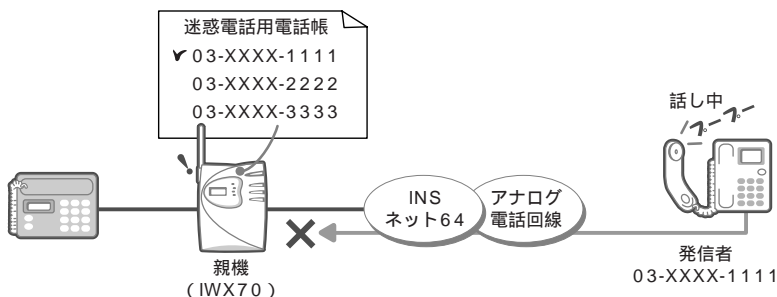 迷惑電話用電話帳
03-XXXX-1111
03-XXXX-2222
03-XXXX-3333
話し中
プープー
INS
ネット64
アナログ
電話回線
親機
(IWX70)
発信者
03-XXXX-1111